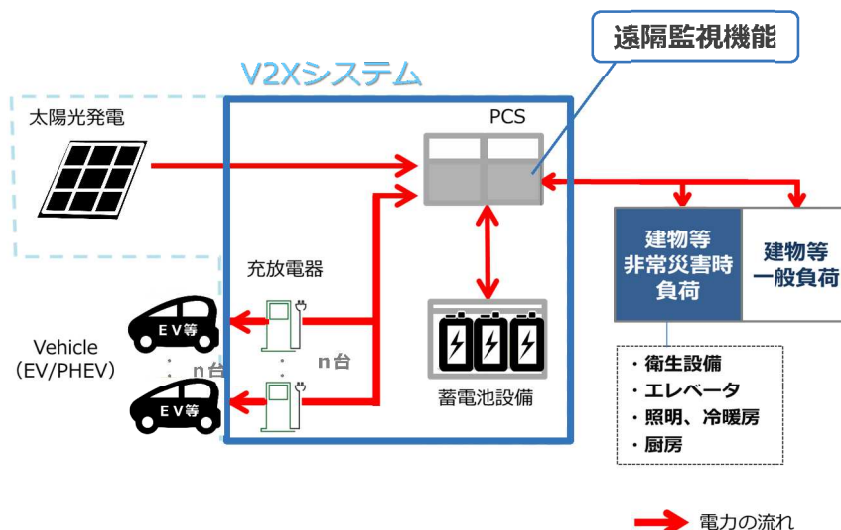 遠隔監視機能
V2Xシステム
太陽光発電
PCS
建物等
非常災害時
負荷
建物等
一般負荷
充放電器
EV等
Vehicle
(EV/PHEV)
n台
n台
EV等
蓄電池設備
・衛生設備
・エレベータ
・照明、冷暖房
・厨房
電力の流れ